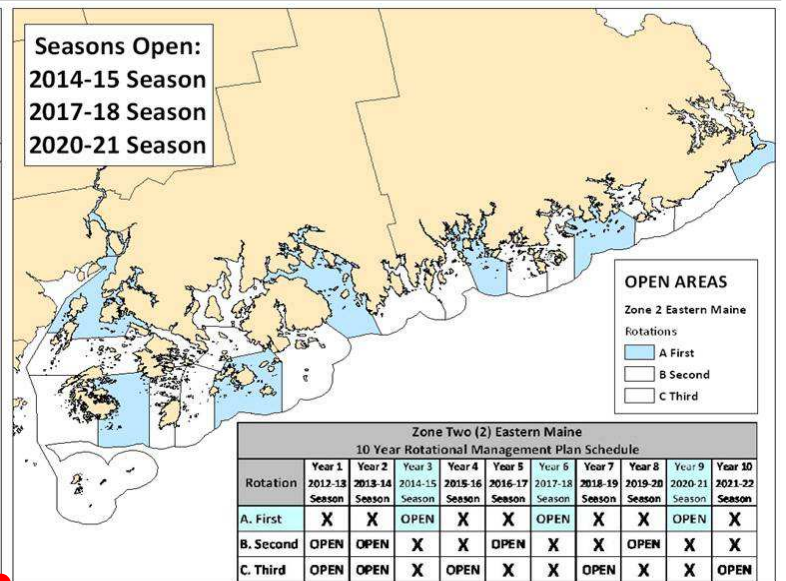 Seasons Open:
2014-15 Season
2017-18 Season
2020-21 Season
OPEN AREAS
Zone 2 Eastern Maine
Rotations
A First
B Second
C Third
Zone Two (2) Eastern Maine
10 Year Rotational Management Plan Schedule
Rotation Year 1 Year 2 Year 3 Year 4 Year 5 Year 6 Year 7 Year 8 Year 9 Year 10
2012-13 2013-14 2014-15 2015-16 2016-17 2017-18 2018-19 2019-20 2020-21 2021-22
Season Season Season Season Season Season Season Season Season Season
A. First X X OPEN X X OPEN X X OPEN X
B. Second OPEN OPEN X X OPEN X X OPEN X X
C. Third OPEN OPEN X OPEN X X OPEN X X OPEN